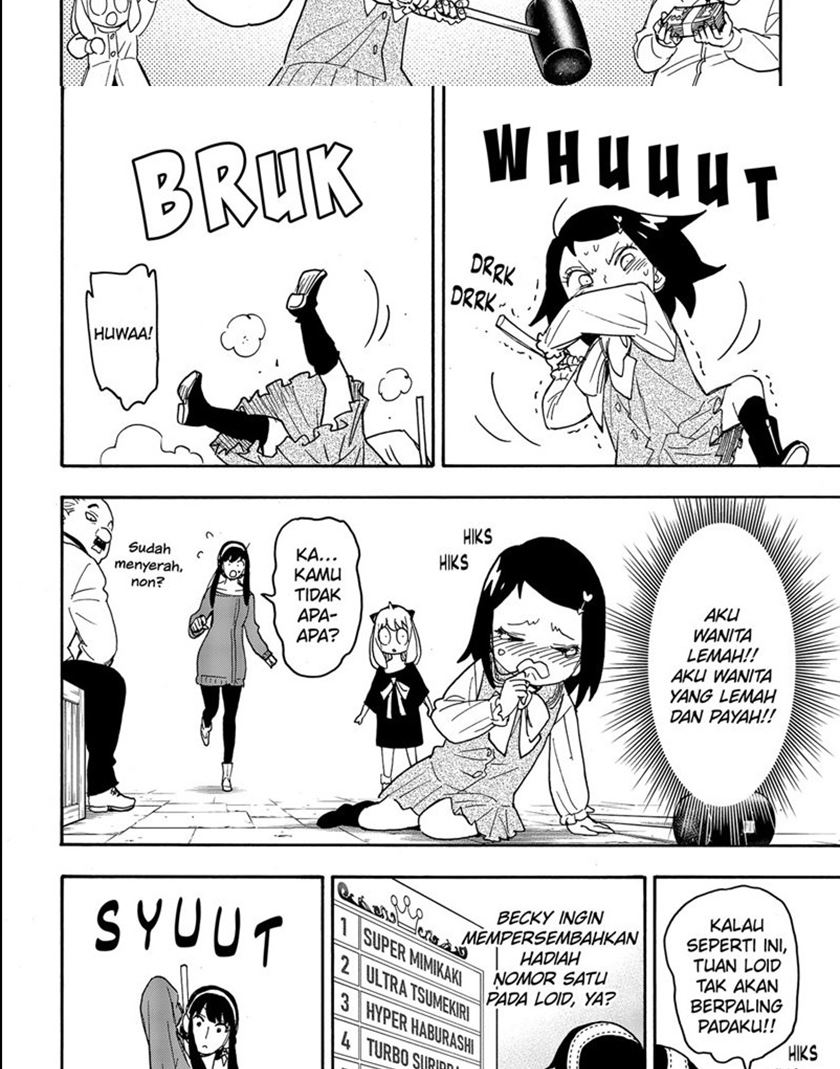 WHUUUT
DRRK
DRRK
BRUK
HUWAA!
AKU
WANITA
LEMAH!!
AKU WANITA
YANG LEMAH
DAN PAYAH!!
HIKS
HIKS
KA...
KAMU
TIDAK
APA-
APA?
Sudah
menyerah,
non?
KALAU
SEPERTI INI,
TUAN LOID
TAK AKAN
BERPALING
PADAKU!!
HIKS
BECKY INGIN
MEMPERSEMBAHKAN
HADIAH
NOMOR SATU
PADA LOID, YA?
1 SUPER MIMIKAKI
2 ULTRA TSUMEKIRI
3 HYPER HABURASHI
4 TURBO SURIPPA
SYUUT